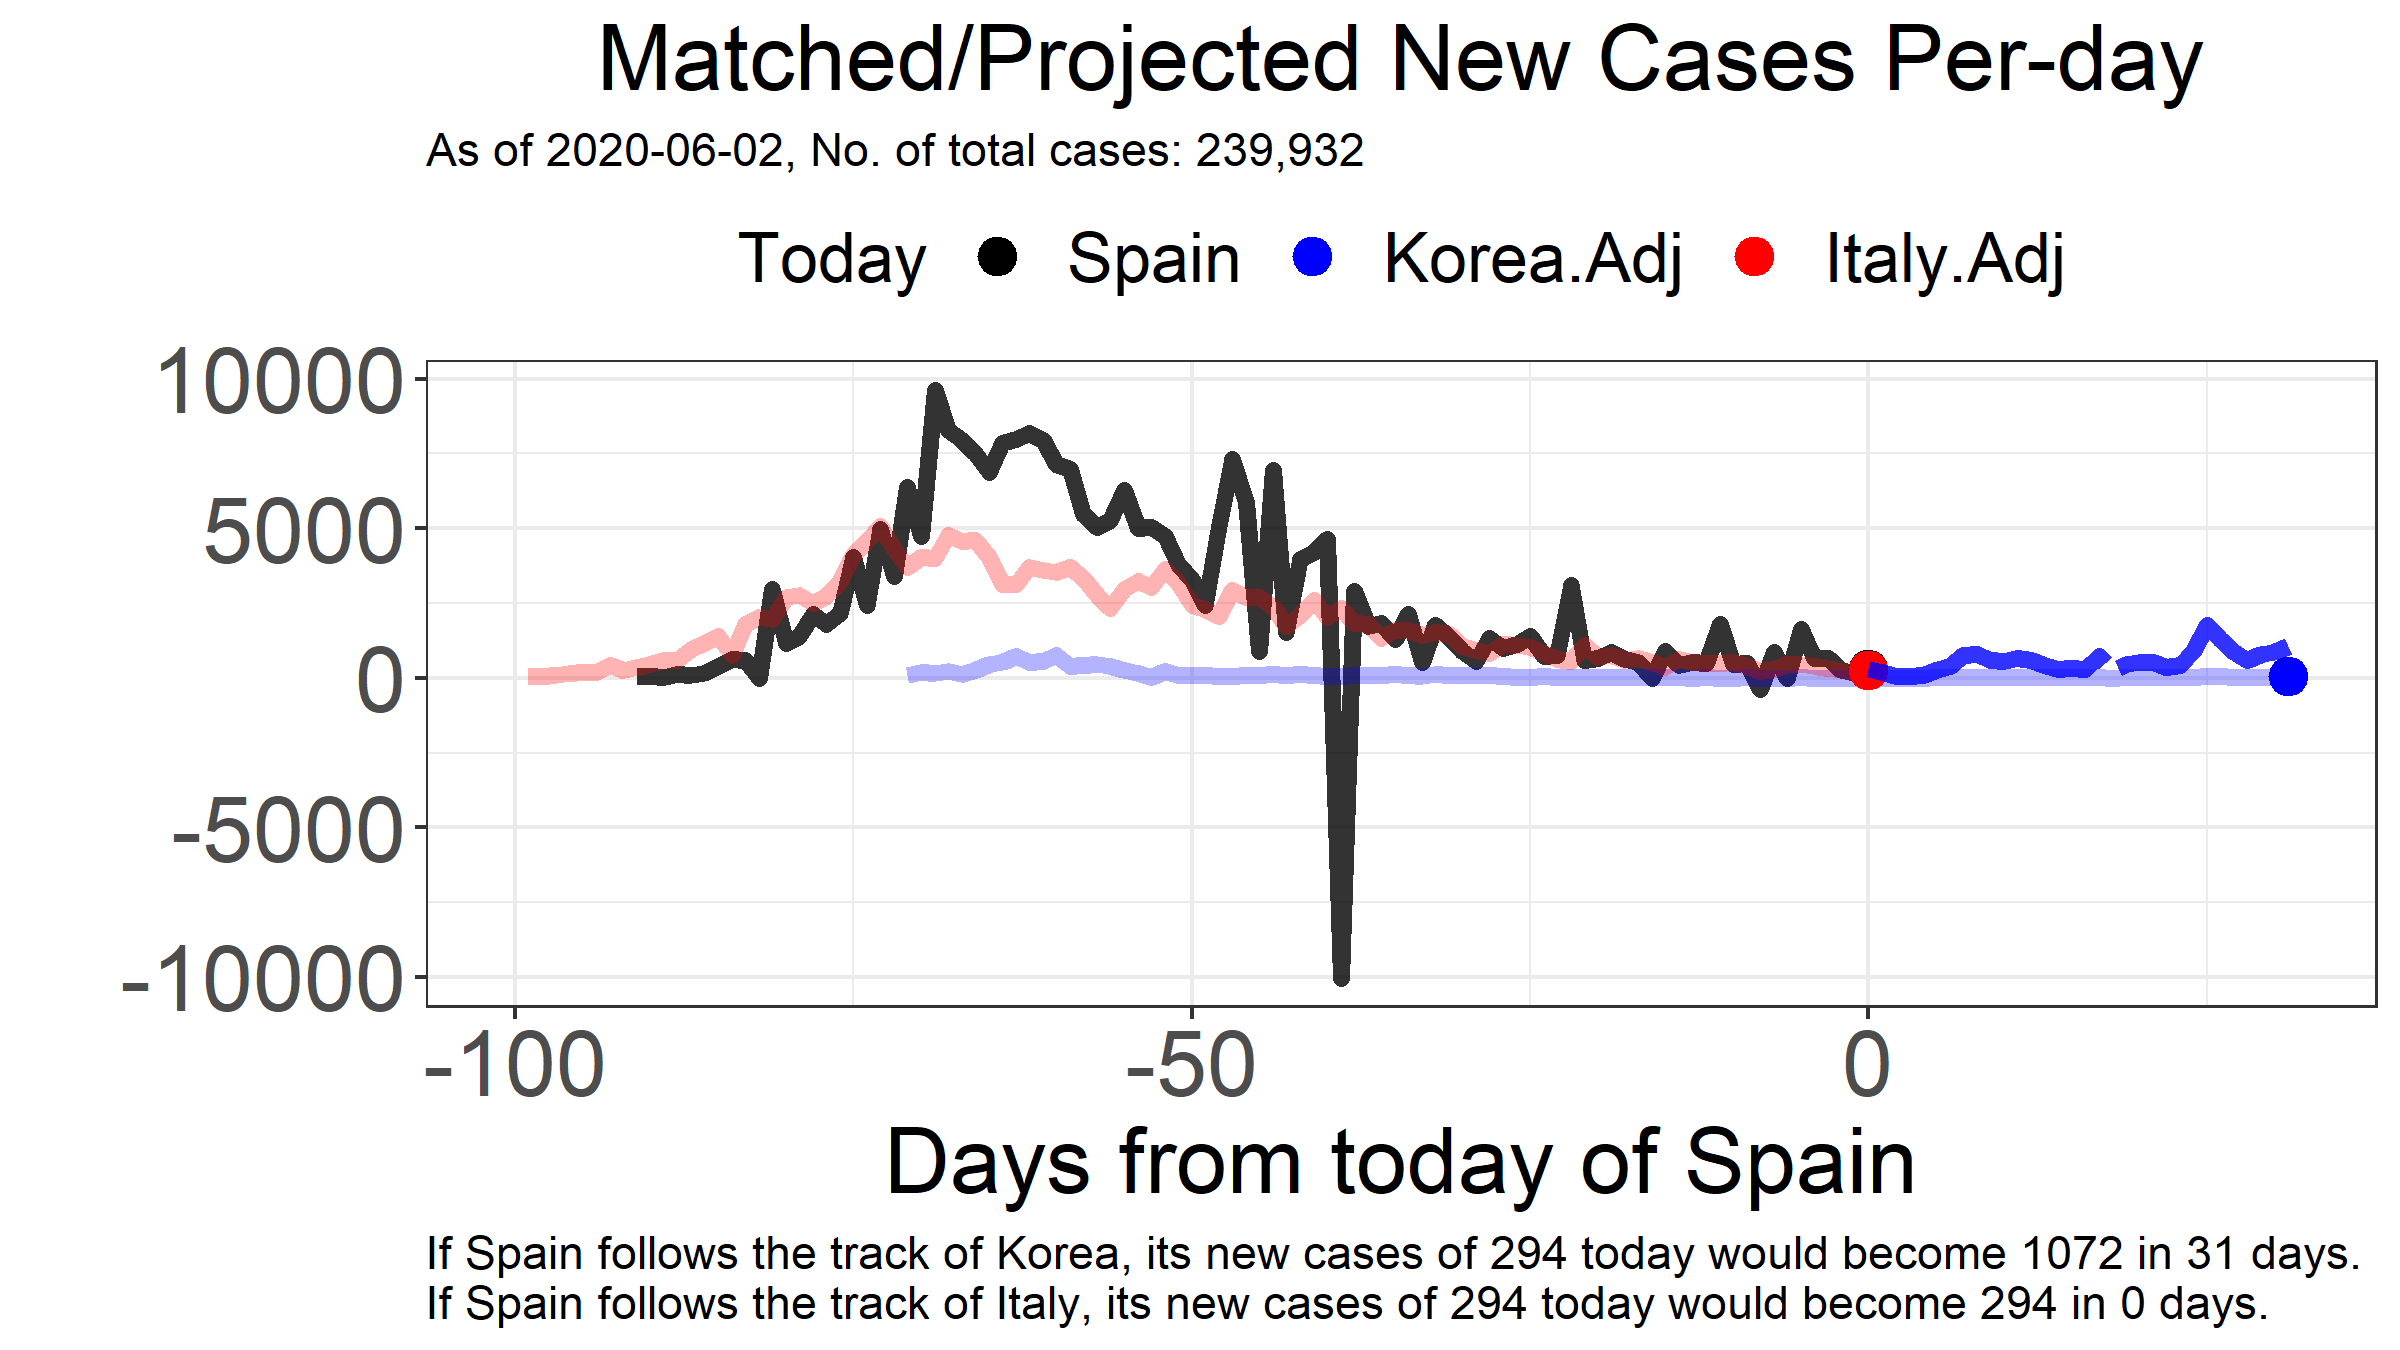 Matched/Projected New Cases Per-day
As of 2020-06-02, No. of total cases: 239,932
Today Spain Korea.Adj Italy.Adj
10000
5000
0
-5000
-10000
-100 -50 0
Days from today of Spain
If Spain follows the track of Korea, its new cases of 294 today would become 1072 in 31 days.
If Spain follows the track of Italy, its new cases of 294 today would become 294 in 0 days.